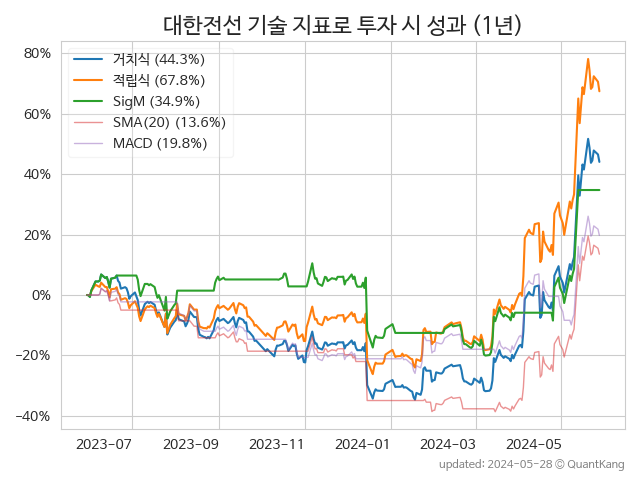 대한전선 기술 지표로 투자 시 성과 (1년)
80%
60%
40%
20%
0%
−20%
−40%
거치식 (44.3%)
적립식 (67.8%)
SigM (34.9%)
SMA(20) (13.6%)
MACD (19.8%)
2023-07 2023-09 2023-11 2024-01 2024-03 2024-05
updated: 2024-05-28 © QuantKang